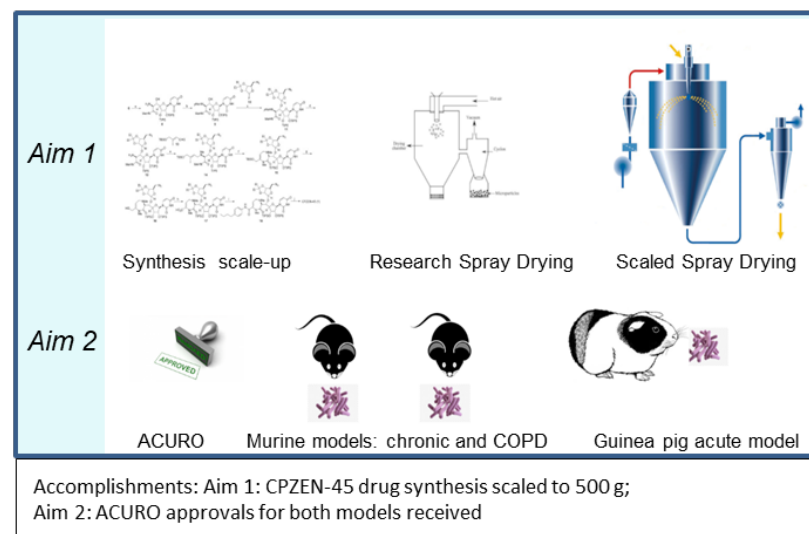 Aim 1
Synthesis scale-up
Research Spray Drying
Scaled Spray Drying
Aim 2
APPROVED
ACURO
Murine models: chronic and COPD
Guinea pig acute model
Accomplishments: Aim 1: CPZEN-45 drug synthesis scaled to 500 g;
Aim 2: ACURO approvals for both models received